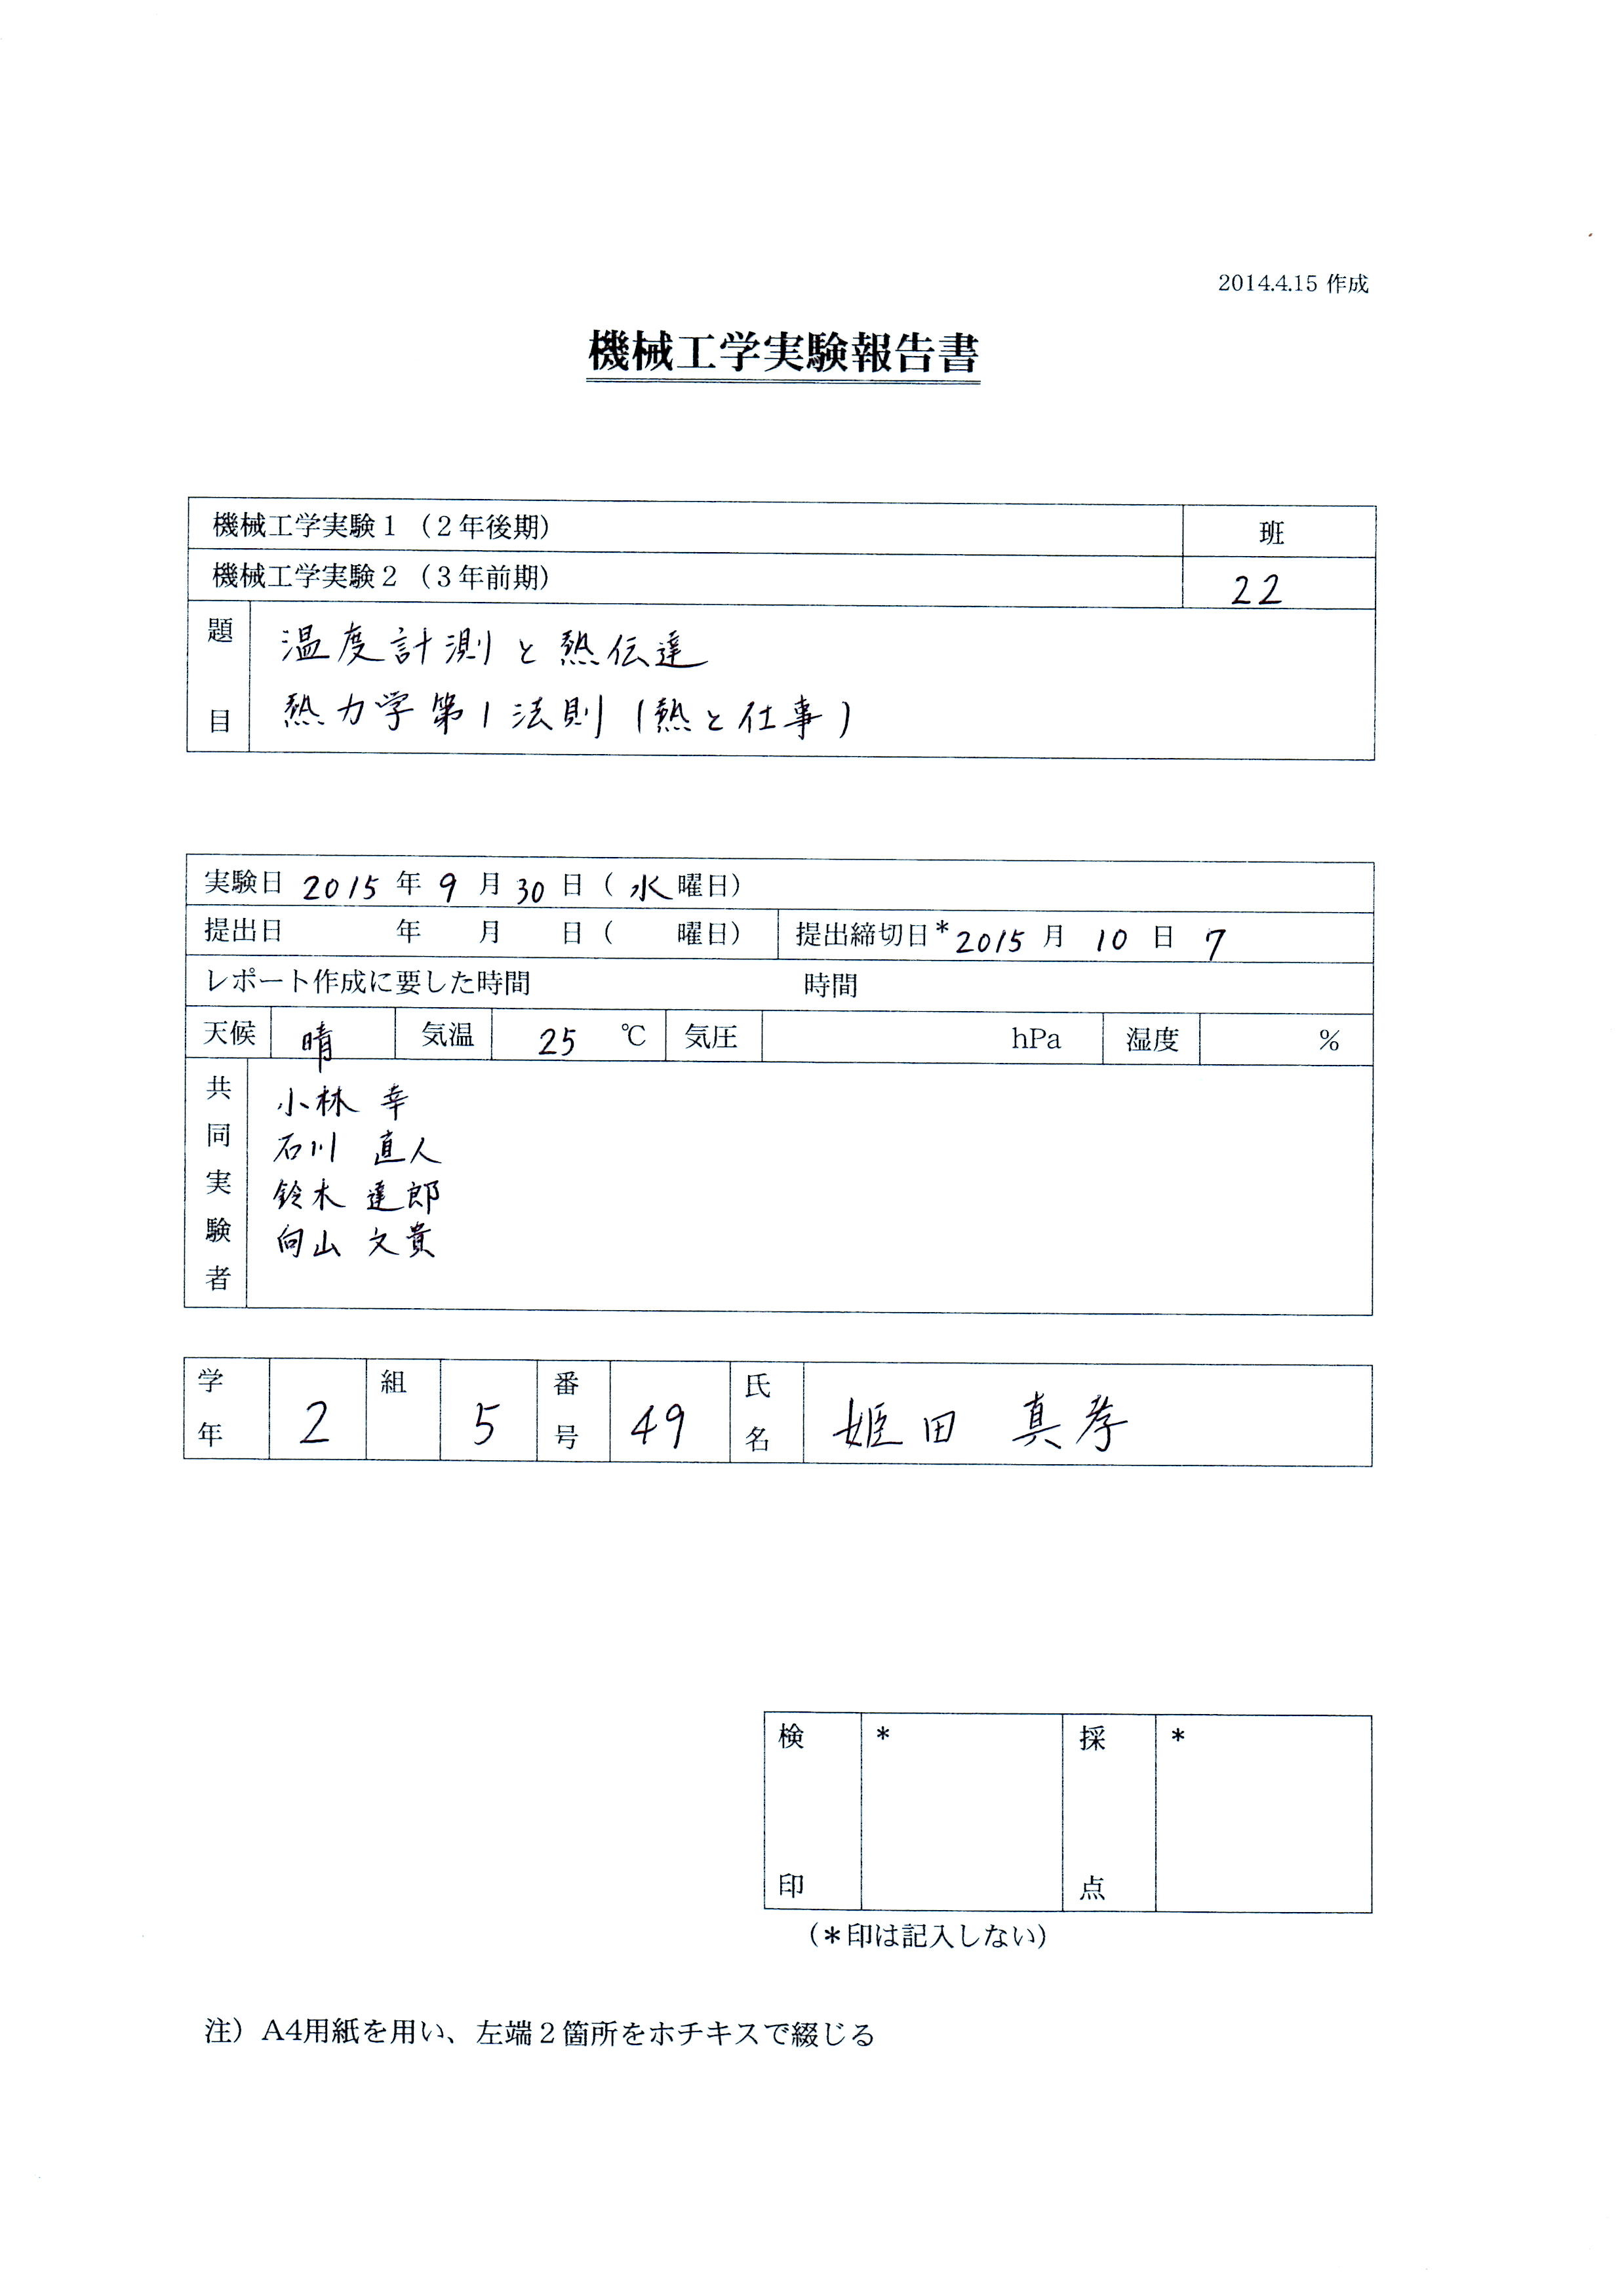 2014.4.15 作成
機械工学実験報告書
機械工学実験１（２年後期） 班
機械工学実験２（３年前期） 22
題目 温度計測と熱伝達
熱力学第1法則(熱と仕事)
実験日 2015 年 9 月 30 日（ 水 曜日）
提出日 年 月 日（ 曜日） 提出締切日* 2015 月 10 日 7
レポート作成に要した時間 時間
天候 晴 気温 25 ℃ 気圧 hPa 湿度 %
共同実験者 小林 幸
石川 直人
鈴木 達郎
向山 文貴
学年 2 組 5 番号 49 氏名 姫田 真孝
検印 * 採点 *
（＊印は記入しない）
注）A4用紙を用い、左端２箇所をホチキスで綴じる